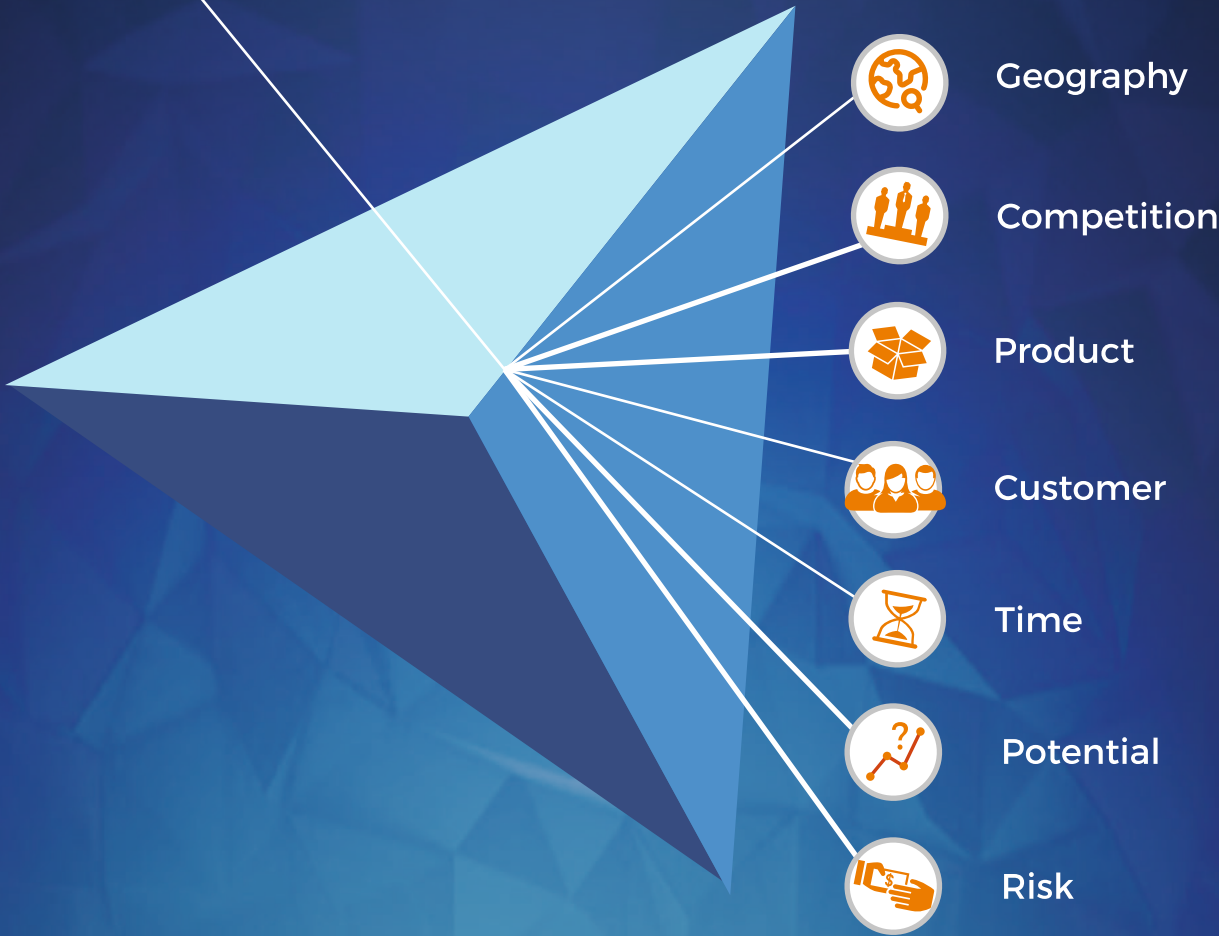 Geography
Competition
Product
Customer
Time
?
Potential
$
Risk